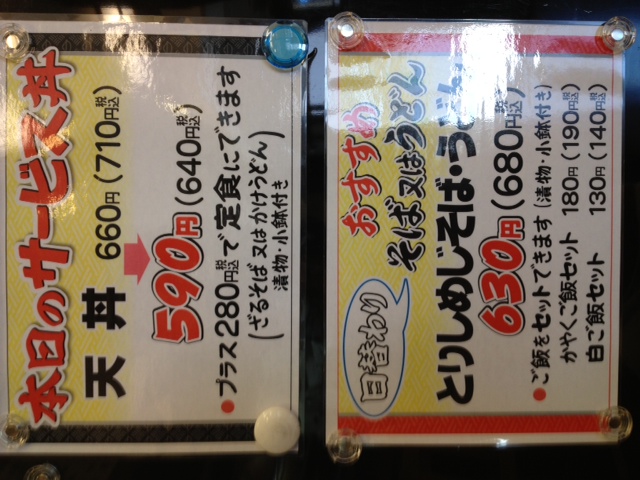 本日のサービス丼
天丼
660円(710円税込)
590円(640円税込)
●プラス280円税込で定食にできます
(ざるそば又はかけうどん)
漬物・小鉢付き
日替わり
おすすめ
そば又はうどん
とりしめじそば・うどん
630円(680円税込)
●ご飯をセットできます(漬物・小鉢付き)
かやくご飯セット 180円(190円税込)
白ご飯セット 130円(140円税込)